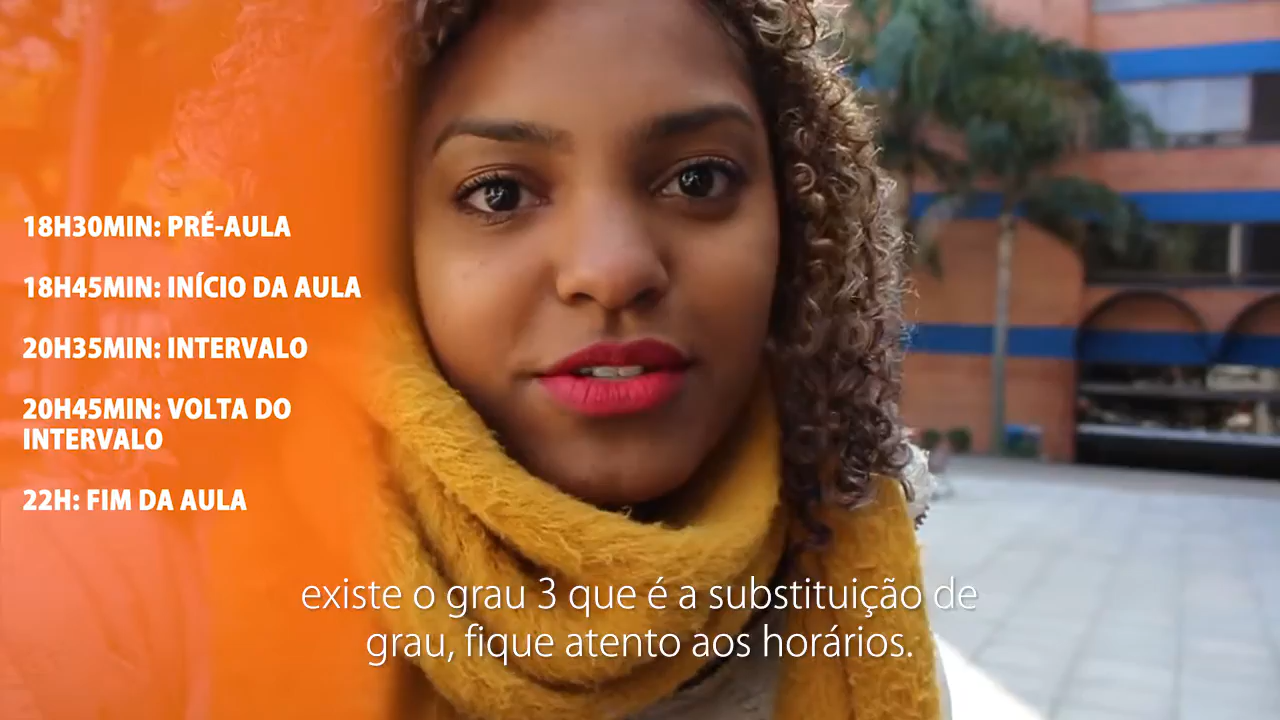 18H30MIN: PRÉ-AULA
18H45MIN: INÍCIO DA AULA
20H35MIN: INTERVALO
20H45MIN: VOLTA DO
INTERVALO
22H: FIM DA AULA
existe o grau 3 que é a substituição de
grau, fique atento aos horários.